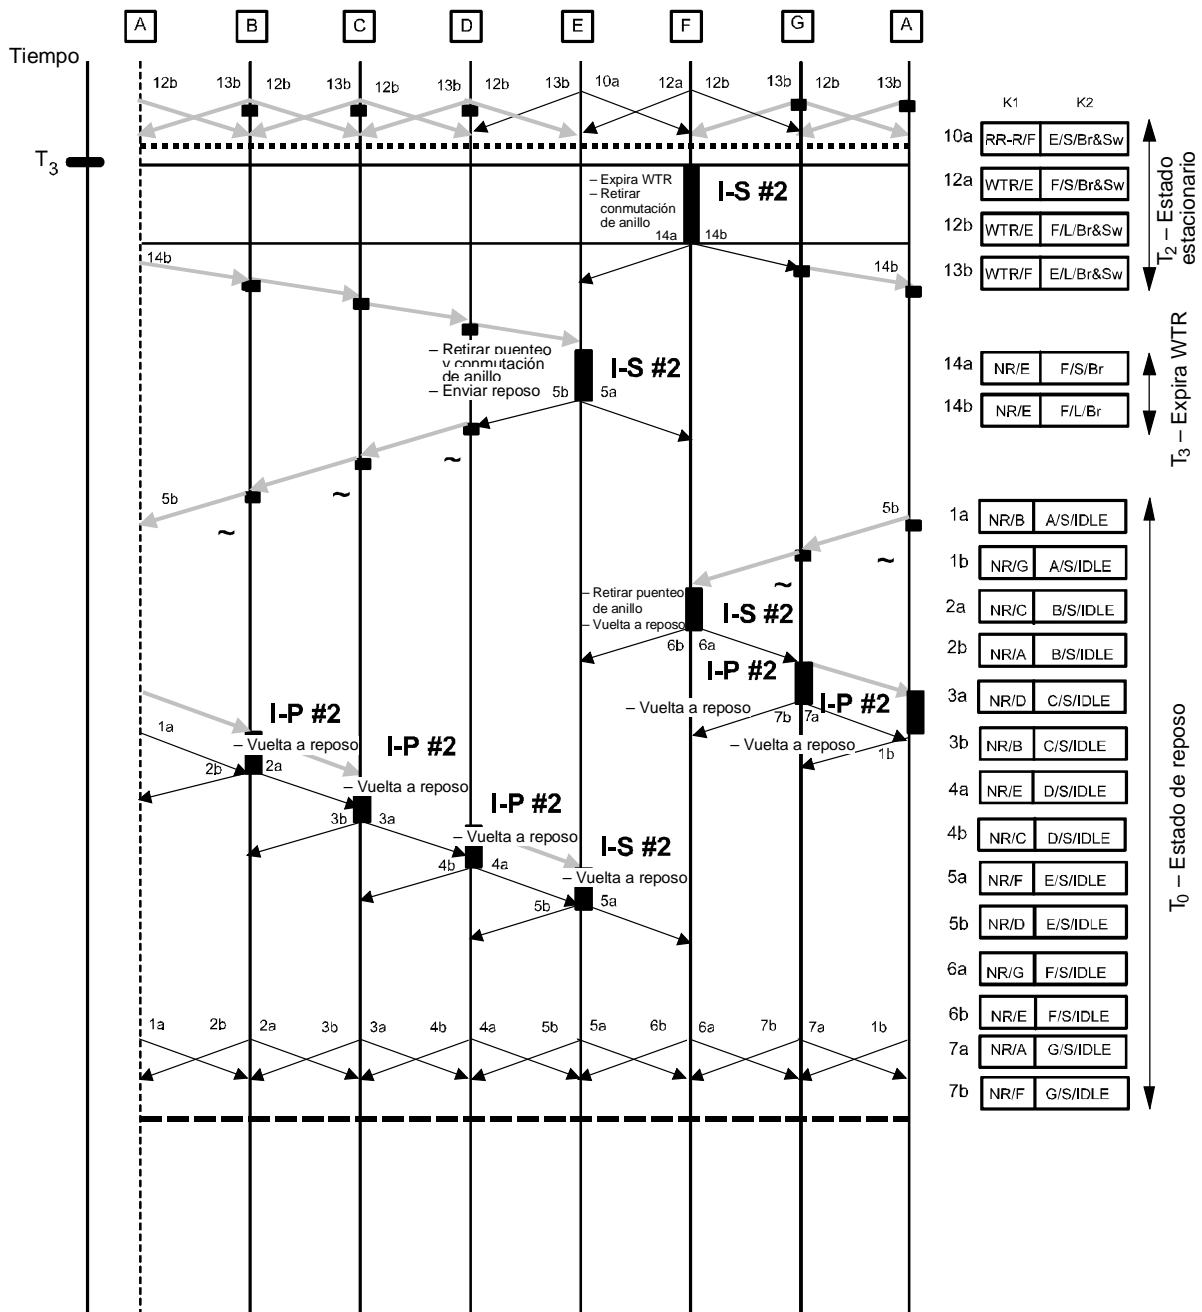 A B C D E F G A
Tiempo
12b 13b 12b 13b 12b 13b 12b 13b 10a 12a 12b 13b 12b 13b
K1 K2
10a RR-R/F E/S/Br&Sw
12a WTR/E F/S/Br&Sw
12b WTR/E F/L/Br&Sw
13b WTR/F E/L/Br&Sw
T2 – Estado
estacionario
T3
– Expira WTR
– Retirar
conmutación
de anillo
I-S #2
14a 14b
14b 14b
– Retirar puenteo
y conmutación
de anillo
– Enviar reposo
I-S #2
5b 5a
14a NR/E F/S/Br
14b NR/E F/L/Br
T3 – Expira WTR
~
~
5b
~
5b
~
~
– Retirar puenteo
de anillo
– Vuelta a reposo
I-S #2
6b 6a
I-P #2
– Vuelta a reposo
7b 7a
I-P #2
– Vuelta a reposo
1b
1a
I-P #2
– Vuelta a reposo
2b 2a
I-P #2
– Vuelta a reposo
3b 3a
I-P #2
– Vuelta a reposo
4b 4a
I-S #2
– Vuelta a reposo
5b 5a
1a NR/B A/S/IDLE
1b NR/G A/S/IDLE
2a NR/C B/S/IDLE
2b NR/A B/S/IDLE
3a NR/D C/S/IDLE
3b NR/B C/S/IDLE
4a NR/E D/S/IDLE
4b NR/C D/S/IDLE
5a NR/F E/S/IDLE
5b NR/D E/S/IDLE
6a NR/G F/S/IDLE
6b NR/E F/S/IDLE
7a NR/A G/S/IDLE
7b NR/F G/S/IDLE
T0 – Estado de reposo
1a 2b 2a 3b 3a 4b 4a 5b 5a 6b 6a 7b 7a 1b